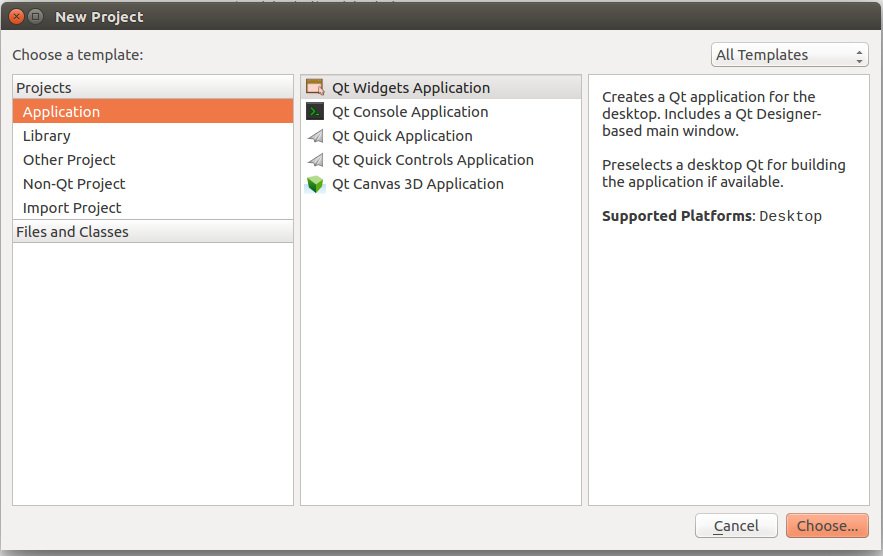 New Project
Choose a template:
All Templates
Projects
Application
Library
Other Project
Non-Qt Project
Import Project
Files and Classes
Qt Widgets Application
Qt Console Application
Qt Quick Application
Qt Quick Controls Application
Qt Canvas 3D Application
Creates a Qt application for the
desktop. Includes a Qt Designer-
based main window.
Preselects a desktop Qt for building
the application if available.
Supported Platforms: Desktop
Cancel
Choose...